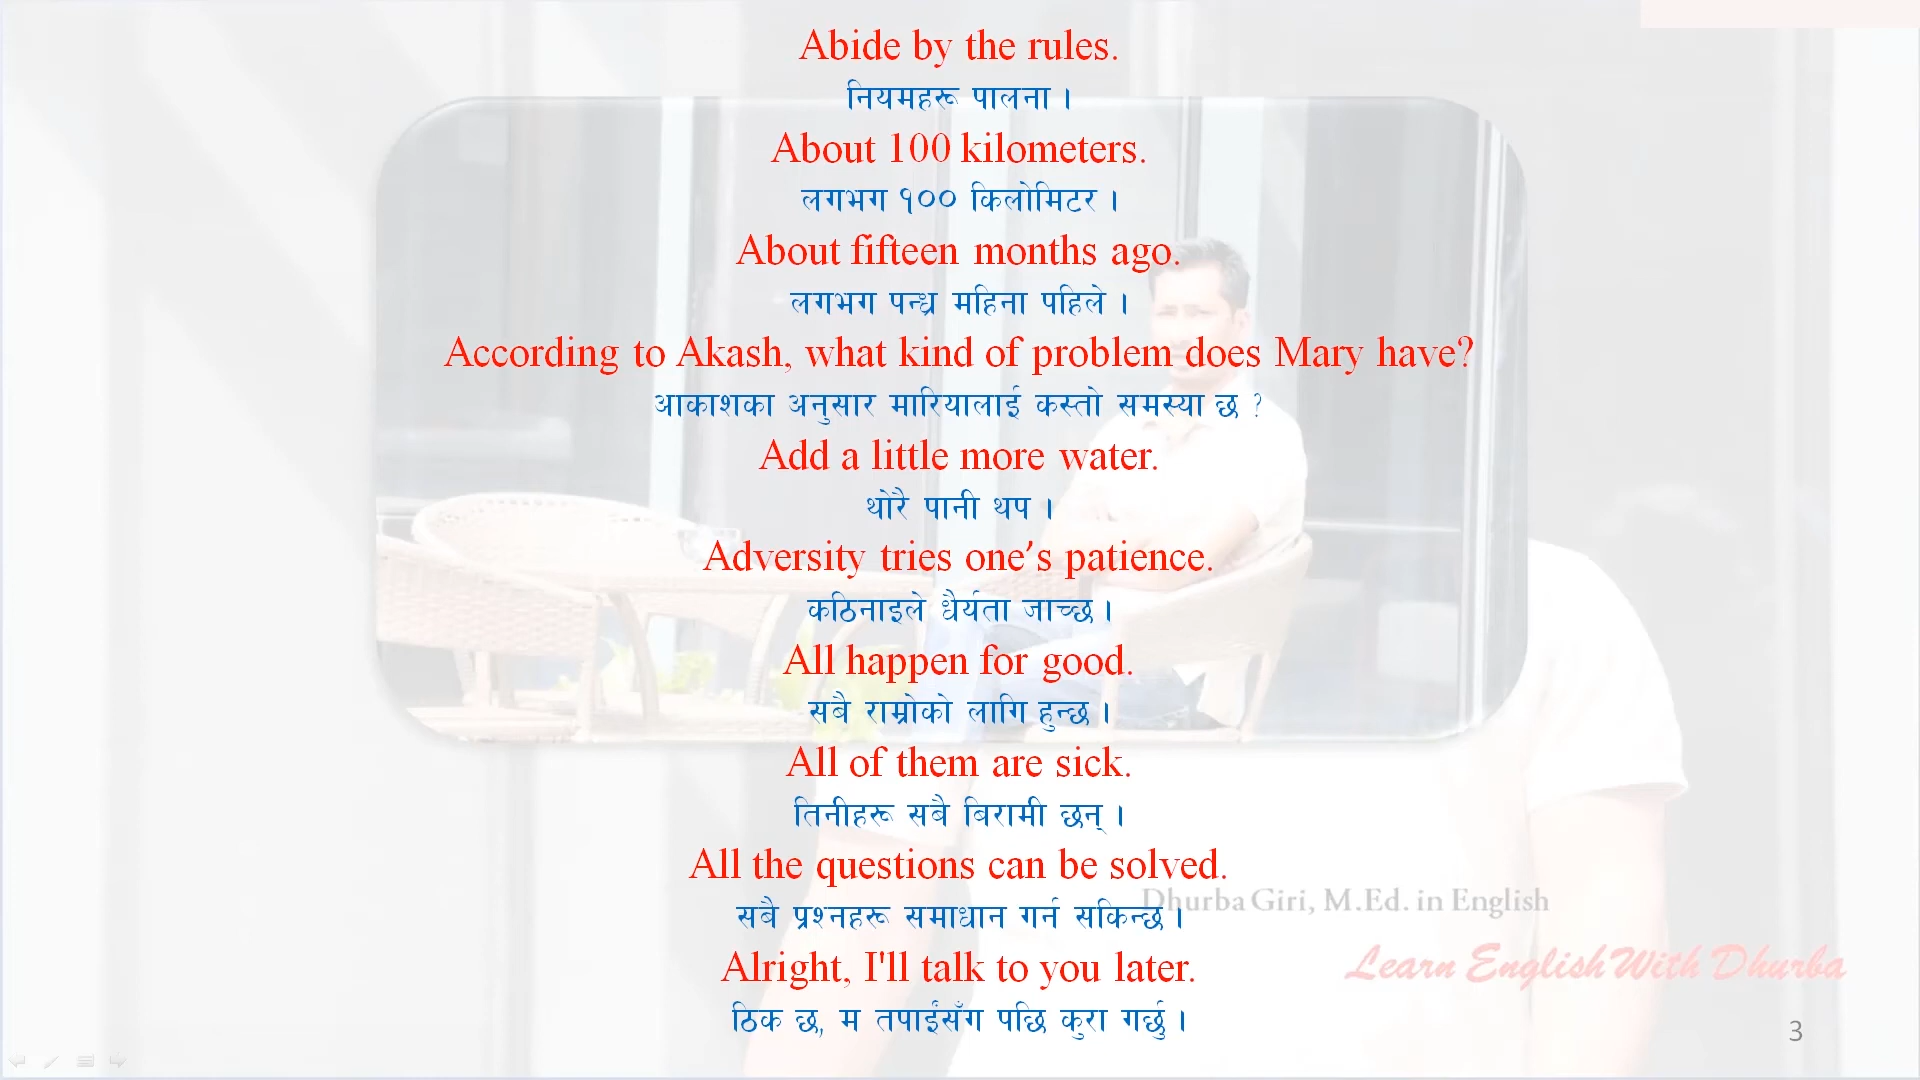 Abide by the rules.
नियमहरू पालना ।
About 100 kilometers.
लगभग १०० किलोमिटर ।
About fifteen months ago.
लगभग पन्ध्र महिना पहिले ।
According to Akash, what kind of problem does Mary have?
आकाशका अनुसार मारियालाई कस्तो समस्या छ ?
Add a little more water.
थोरै पानी थप ।
Adversity tries one’s patience.
कठिनाइले धैर्यता जाच्छ ।
All happen for good.
सबै राम्रोको लागि हुन्छ ।
All of them are sick.
तिनीहरू सबै बिरामी छन् ।
All the questions can be solved.
Dhurba Giri, M.Ed. in English
सबै प्रश्नहरू समाधान गर्न सकिन्छ ।
Alright, I'll talk to you later.
Learn English With Dhurba
ठिक छ, म तपाईंसँग पछि कुरा गर्छु ।
3